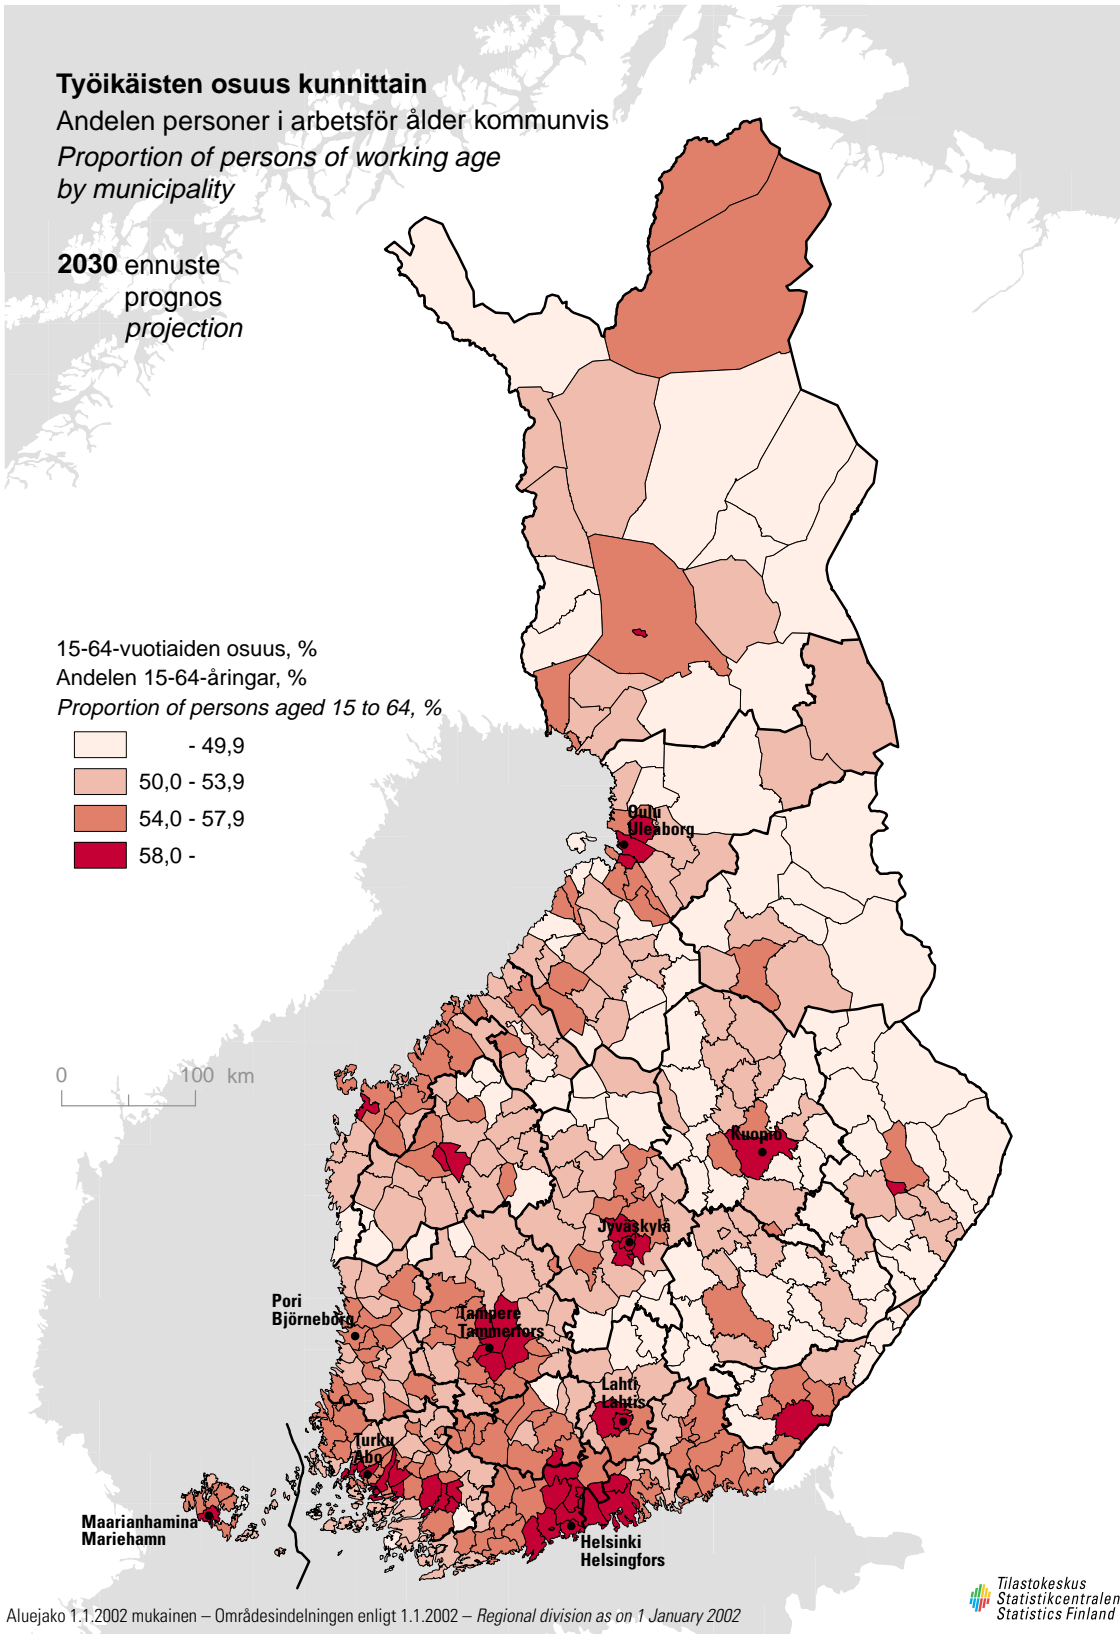 Työikäisten osuus kunnittain
Andelen personer i arbetsför ålder kommunvis
Proportion of persons of working age
by municipality
2030 ennuste
prognos
projection
15-64-vuotiaiden osuus, %
Andelen 15-64-åringar, %
Proportion of persons aged 15 to 64, %
- 49,9
50,0 - 53,9
54,0 - 57,9
58,0 -
Oulu
Uleåborg
0 100 km
Kuopio
Jyväskylä
Pori
Björneborg
Tampere
Tammerfors
Lahti
Lahtis
Turku
Åbo
Maarianhamina
Mariehamn
Helsinki
Helsingfors
Tilastokeskus
Statistikcentralen
Statistics Finland
Aluejako 1.1.2002 mukainen – Områdesindelningen enligt 1.1.2002 – Regional division as on 1 January 2002